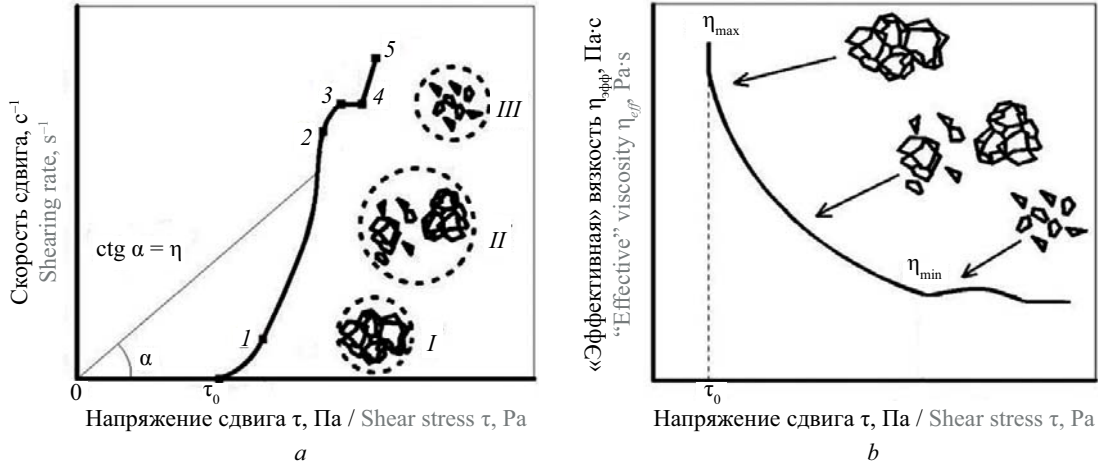 Скорость сдвига, с⁻¹
Shearing rate, s⁻¹
5
3
4
2
III
ctg α = η
II
1
I
α
0
τ₀
Напряжение сдвига τ, Па / Shear stress τ, Pa
a
«Эффективная» вязкость ηэфф, Па·с
“Effective” viscosity ηeff, Pa·s
ηmax
ηmin
τ₀
Напряжение сдвига τ, Па / Shear stress τ, Pa
b